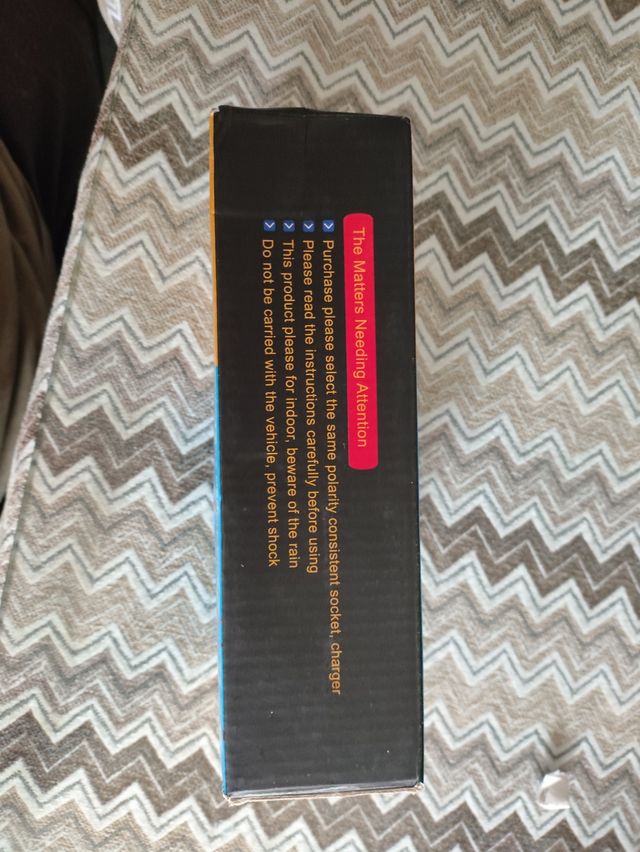 The Matters Needing Attention
Purchase please select the same polarity consistent socket, charger
Please read the instructions carefully before using
This product please for indoor, beware of the rain
Do not be carried with the vehicle, prevent shock